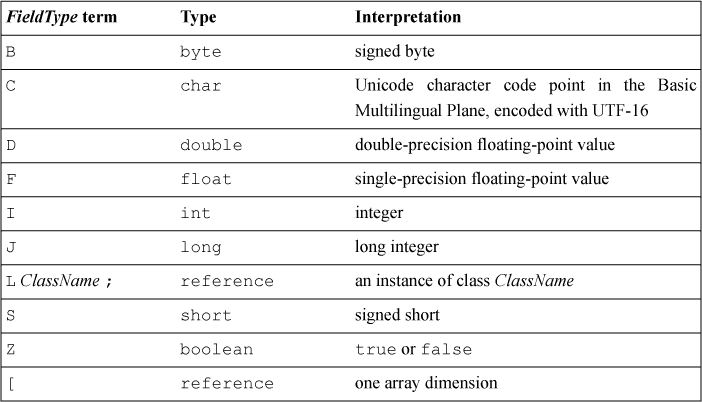 FieldType term Type Interpretation
B byte signed byte
C char Unicode character code point in the Basic
Multilingual Plane, encoded with UTF-16
D double double-precision floating-point value
F float single-precision floating-point value
I int integer
J long long integer
L ClassName ; reference an instance of class ClassName
S short signed short
Z boolean true or false
[ reference one array dimension